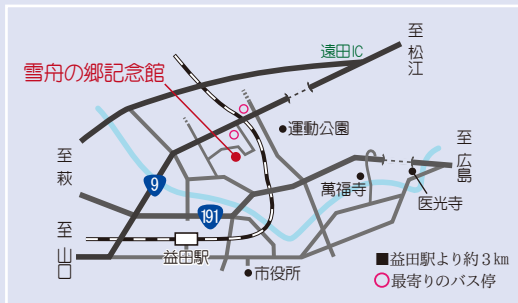 至松江
遠田IC
雪舟の郷記念館
運動公園
至広島
至萩
9
萬福寺
医光寺
191
至山口
益田駅
市役所
■益田駅より約3km
○最寄りのバス停